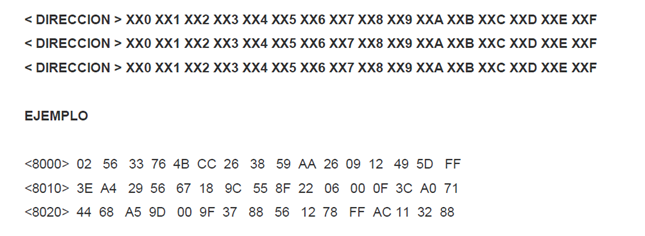 < DIRECCION > XX0 XX1 XX2 XX3 XX4 XX5 XX6 XX7 XX8 XX9 XXA XXB XXC XXD XXE XXF
< DIRECCION > XX0 XX1 XX2 XX3 XX4 XX5 XX6 XX7 XX8 XX9 XXA XXB XXC XXD XXE XXF
< DIRECCION > XX0 XX1 XX2 XX3 XX4 XX5 XX6 XX7 XX8 XX9 XXA XXB XXC XXD XXE XXF
EJEMPLO
<8000> 02 56 33 76 4B CC 26 38 59 AA 26 09 12 49 5D FF
<8010> 3E A4 29 56 67 18 9C 55 8F 22 06 00 0F 3C A0 71
<8020> 44 68 A5 9D 00 9F 37 88 56 12 78 FF AC 11 32 88